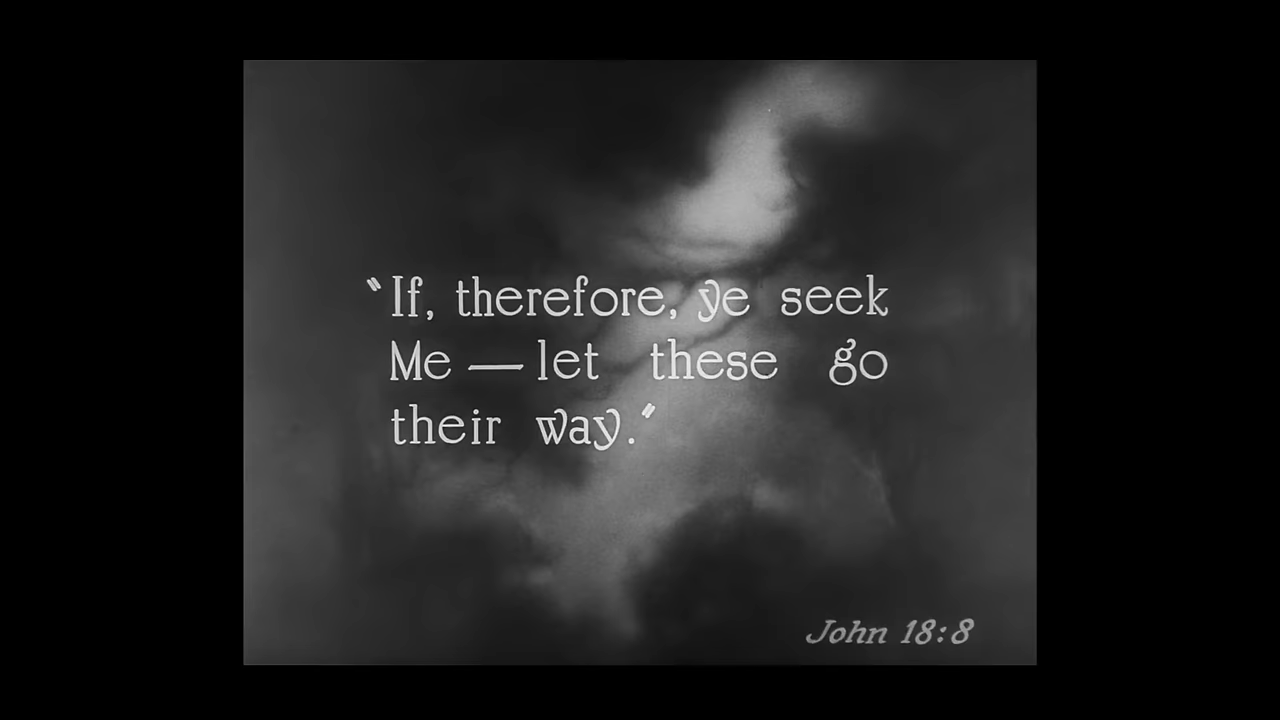 "If, therefore, ye seek
Me — let these go
their way."
John 18:8